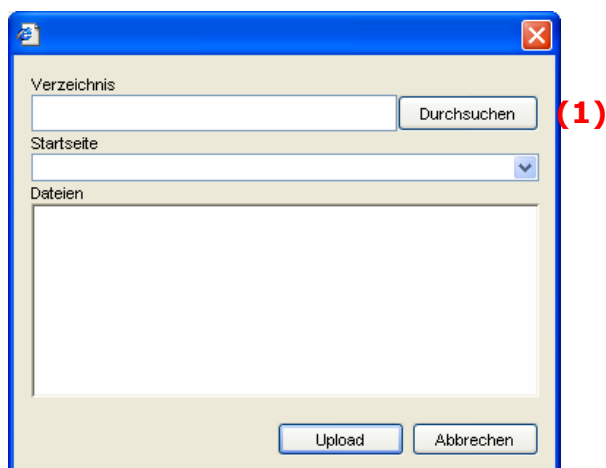 Verzeichnis
Durchsuchen (1)
Startseite
Dateien
Upload Abbrechen